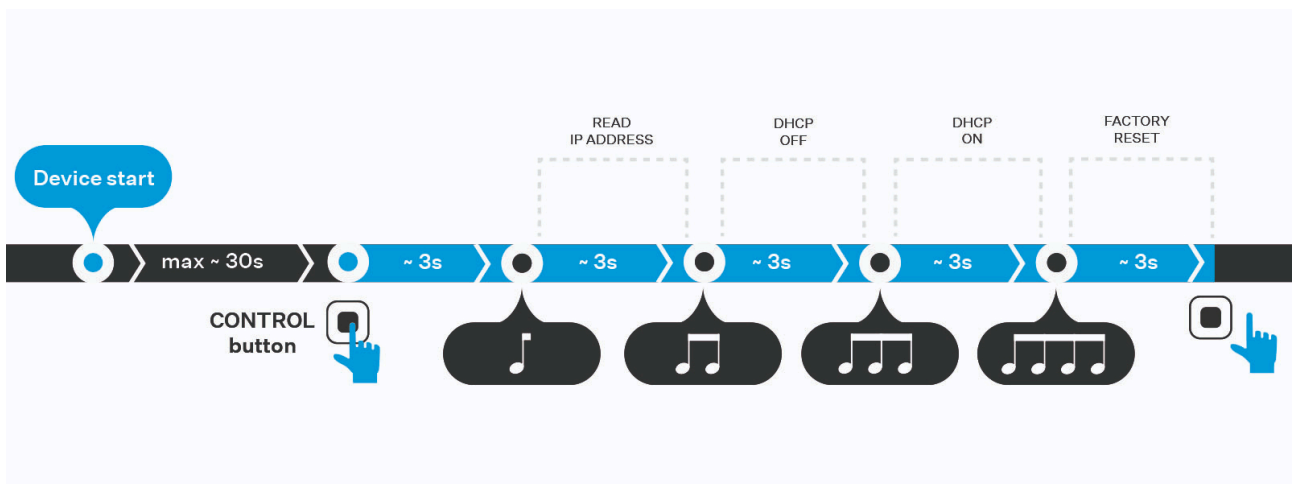 READ
IP ADDRESS
DHCP
OFF
DHCP
ON
FACTORY
RESET
Device start
max ~ 30s
~ 3s
~ 3s
~ 3s
~ 3s
~ 3s
CONTROL
button